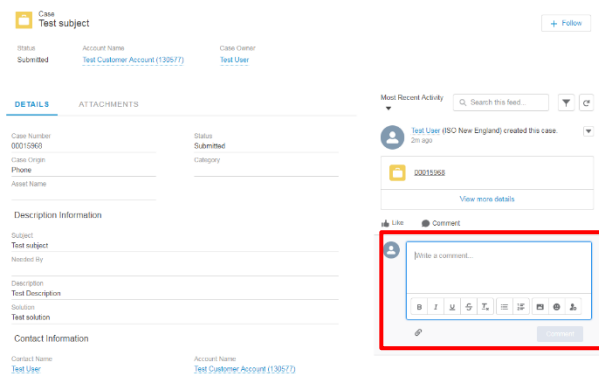 Case
Test subject
+ Follow
Status
Account Name
Case Owner
Submitted
Test Customer Account (130577)
Test User
DETAILS
ATTACHMENTS
Case Number
00015968
Status
Submitted
Case Origin
Phone
Category
Asset Name
Description Information
Subject
Test subject
Needed By
Description
Test Description
Solution
Test solution
Contact Information
Contact Name
Test User
Account Name
Test Customer Account (130577)
Most Recent Activity
Search this feed...
Test User (ISO New England) created this case.
2m ago
00015968
View more details
Like
Comment
Write a comment...
B I U S Tx